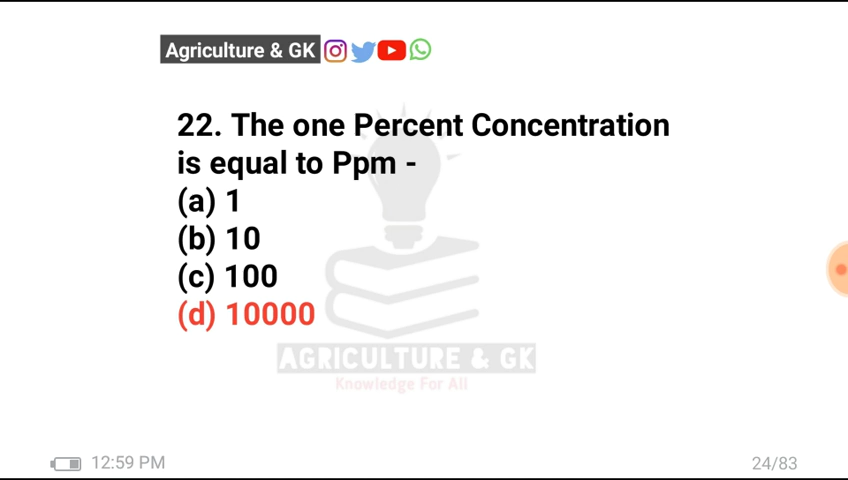 Agriculture & GK
22. The one Percent Concentration
is equal to Ppm -
(a) 1
(b) 10
(c) 100
(d) 10000
AGRICULTURE & GK
Knowledge For All
12:59 PM
24/83